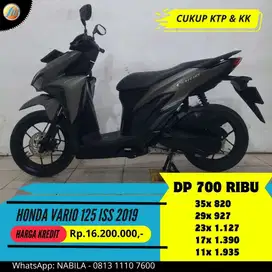 CUKUP KTP & KK
DP 700 RIBU
35x 820
29x 927
23x 1.127
17x 1.390
11x 1.935
HONDA VARIO 125 ISS 2019
HARGA KREDIT
Rp.16.200.000,-
WhatsApp: NABILA - 0813 1110 7600